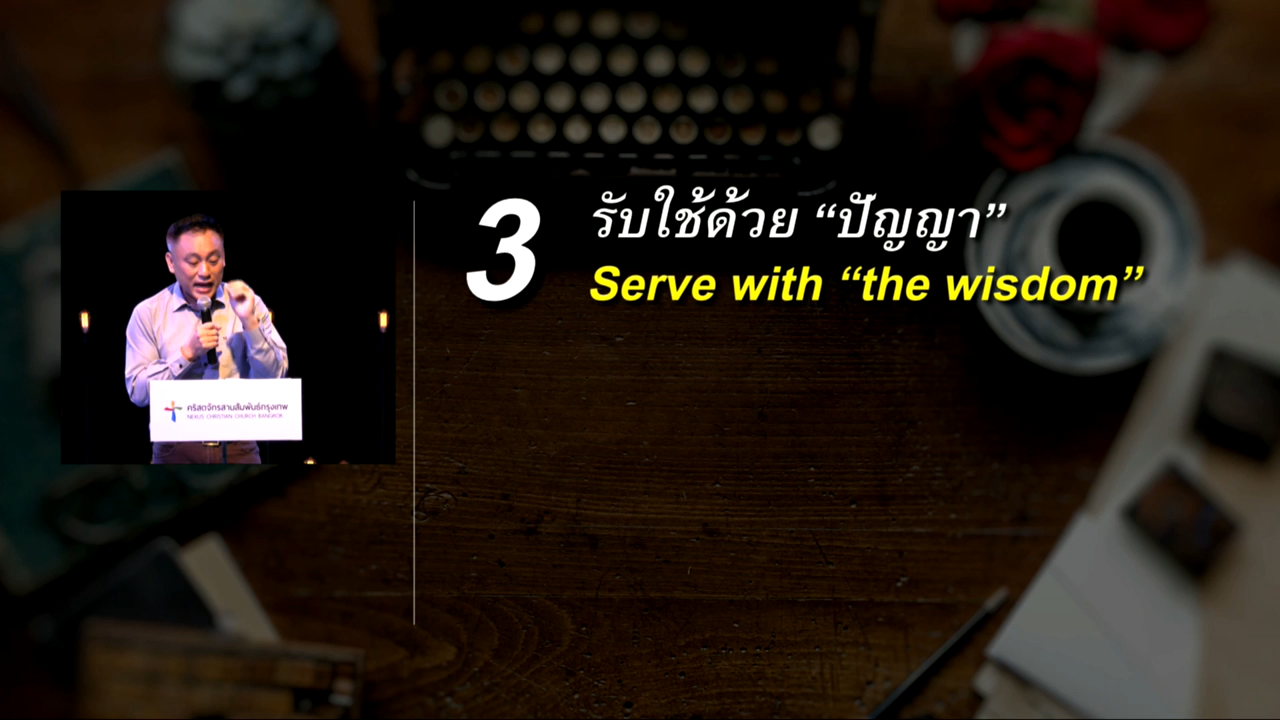 3
รับใช้ด้วย “ปัญญา”
Serve with “the wisdom”
คริสตจักรสานสัมพันธ์กรุงเทพ
NEXUS CHRISTIAN CHURCH BANGKOK